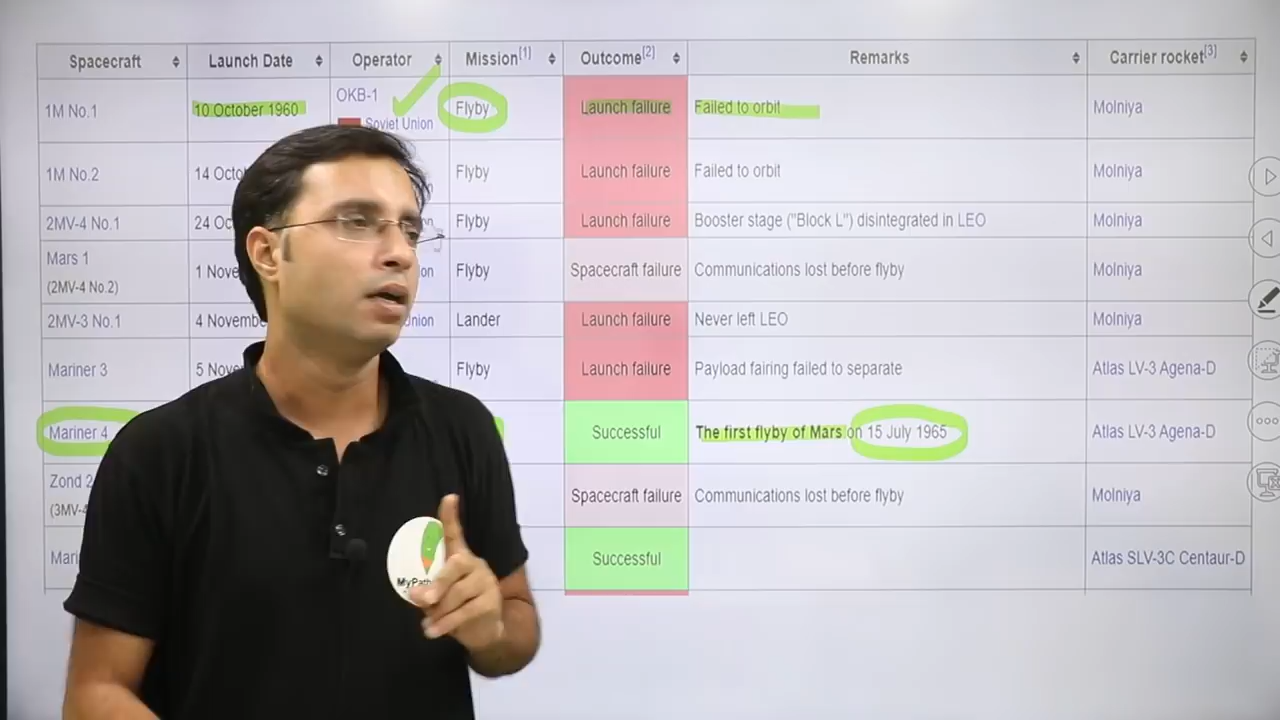 Spacecraft Launch Date Operator Mission[1] Outcome[2] Remarks Carrier rocket[3]
1M No.1 10 October 1960 OKB-1 Soviet Union Flyby Launch failure Failed to orbit Molniya
1M No.2 14 Flyby Launch failure Failed to orbit Molniya
2MV-4 No.1 24 Flyby Launch failure Booster stage ("Block L") disintegrated in LEO Molniya
Mars 1
(2MV-4 No.2) 1 Flyby Spacecraft failure Communications lost before flyby Molniya
2MV-3 No.1 4 Union Lander Launch failure Never left LEO Molniya
Mariner 3 5 Flyby Launch failure Payload fairing failed to separate Atlas LV-3 Agena-D
Mariner 4 Successful The first flyby of Mars on 15 July 1965 Atlas LV-3 Agena-D
Zond 2 Spacecraft failure Communications lost before flyby Molniya
Successful Atlas SLV-3C Centaur-D